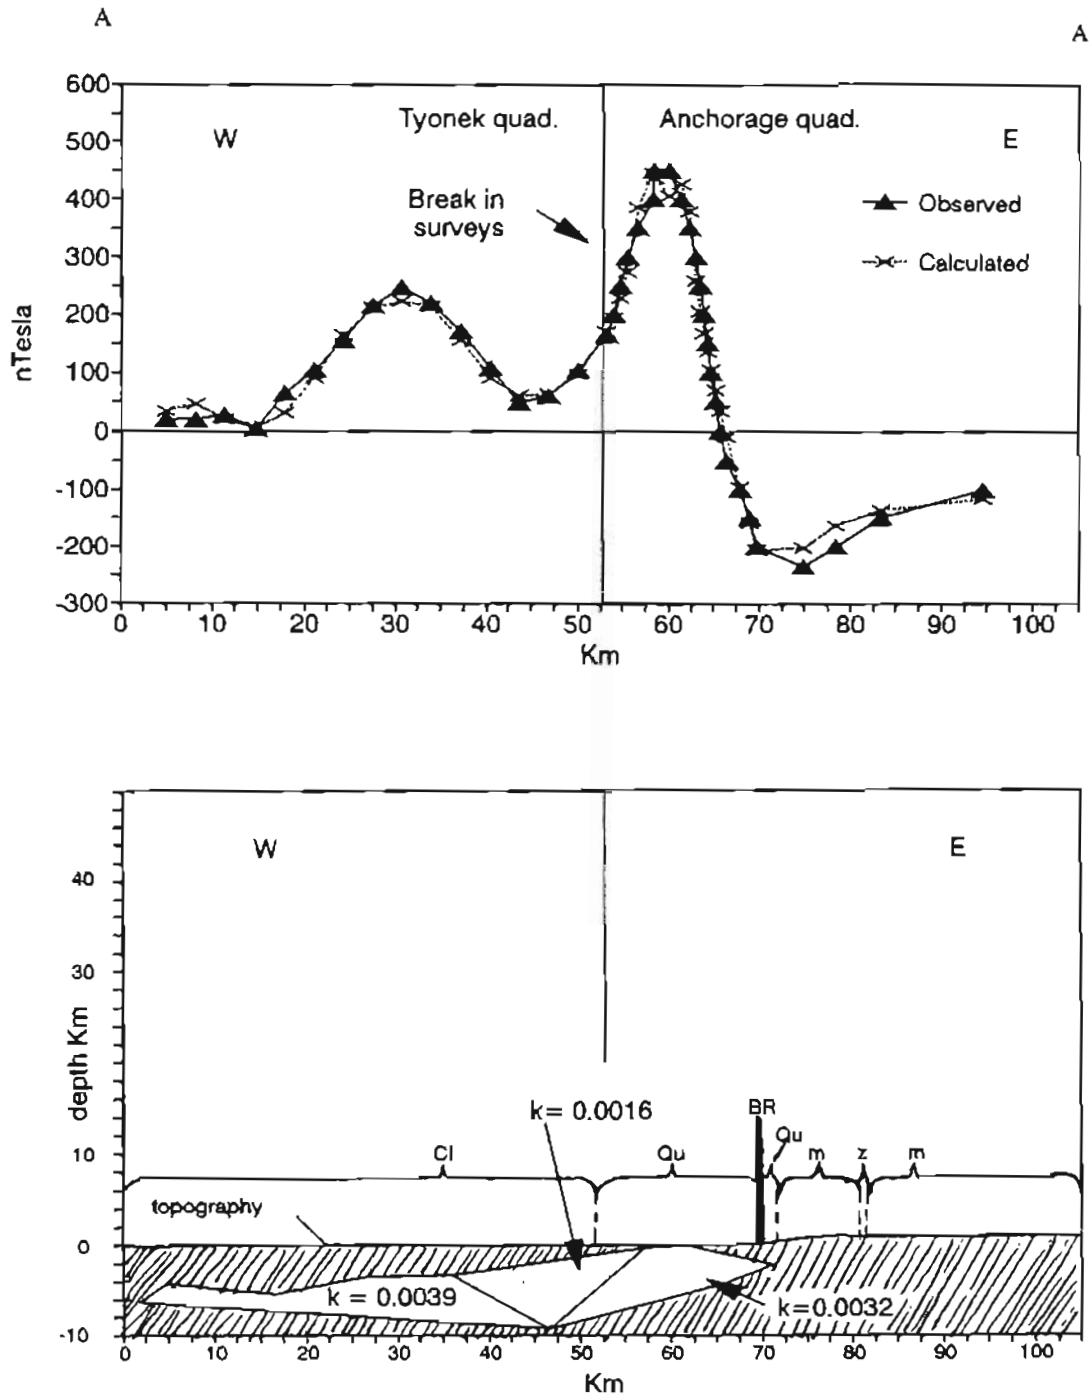 A
A
600
500
400
300
200
100
0
-100
-200
-300
nTesla
W
Tyonek quad.
Anchorage quad.
E
Break in
surveys
Observed
Calculated
0 10 20 30 40 50 60 70 80 90 100
Km
W
E
40
30
10
0
-10
depth Km
k= 0.0016
BR
Cl
Qu
Qu
m
z
m
topography
k = 0.0039
k=0.0032
0 10 20 30 40 50 60 70 80 90 100
Km